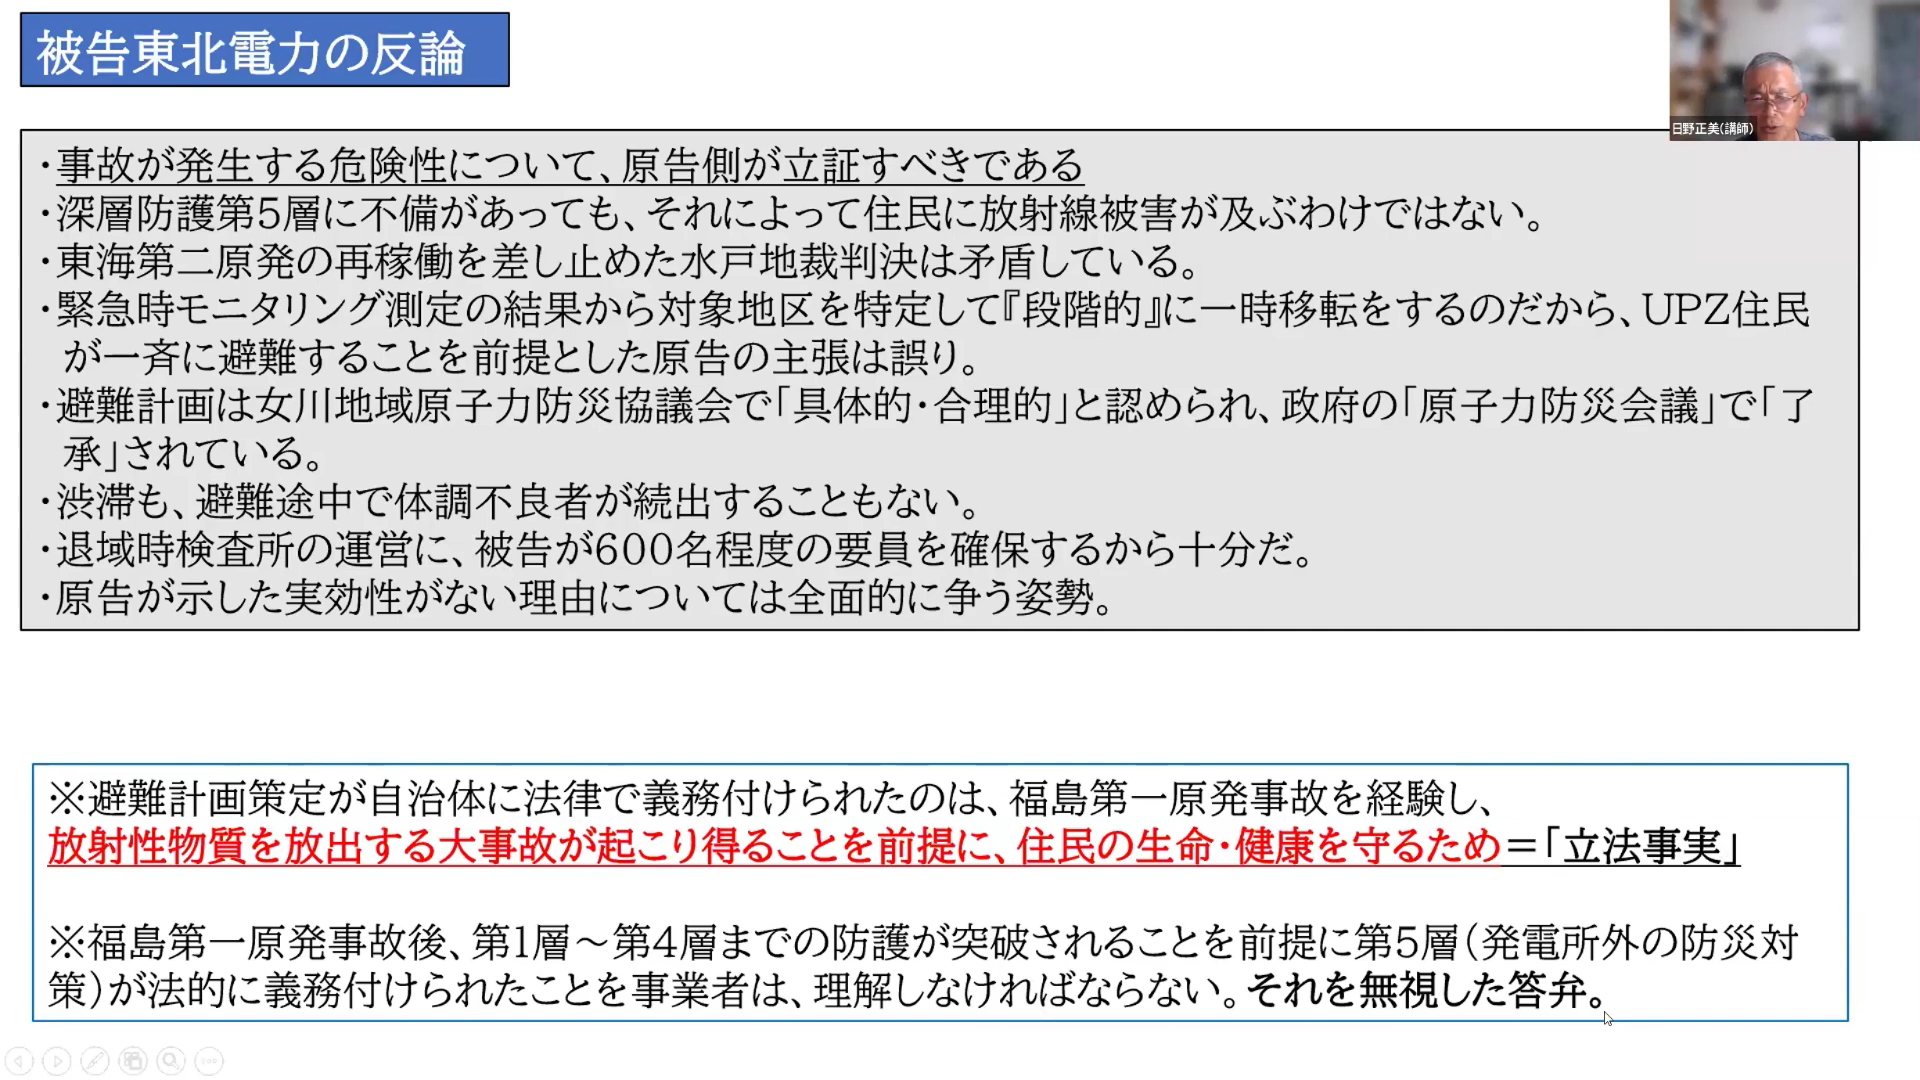 被告東北電力の反論
日野正美(講師)
・事故が発生する危険性について、原告側が立証すべきである
・深層防護第5層に不備があっても、それによって住民に放射線被害が及ぶわけではない。
・東海第二原発の再稼働を差し止めた水戸地裁判決は矛盾している。
・緊急時モニタリング測定の結果から対象地区を特定して『段階的』に一時移転をするのだから、UPZ住民
が一斉に避難することを前提とした原告の主張は誤り。
・避難計画は女川地域原子力防災協議会で「具体的・合理的」と認められ、政府の「原子力防災会議」で「了
承」されている。
・渋滞も、避難途中で体調不良者が続出することもない。
・退域時検査所の運営に、被告が600名程度の要員を確保するから十分だ。
・原告が示した実効性がない理由については全面的に争う姿勢。
※避難計画策定が自治体に法律で義務付けられたのは、福島第一原発事故を経験し、
放射性物質を放出する大事故が起こり得ることを前提に、住民の生命・健康を守るため＝「立法事実」
※福島第一原発事故後、第1層～第4層までの防護が突破されることを前提に第5層（発電所外の防災対
策）が法的に義務付けられたことを事業者は、理解しなければならない。それを無視した答弁。